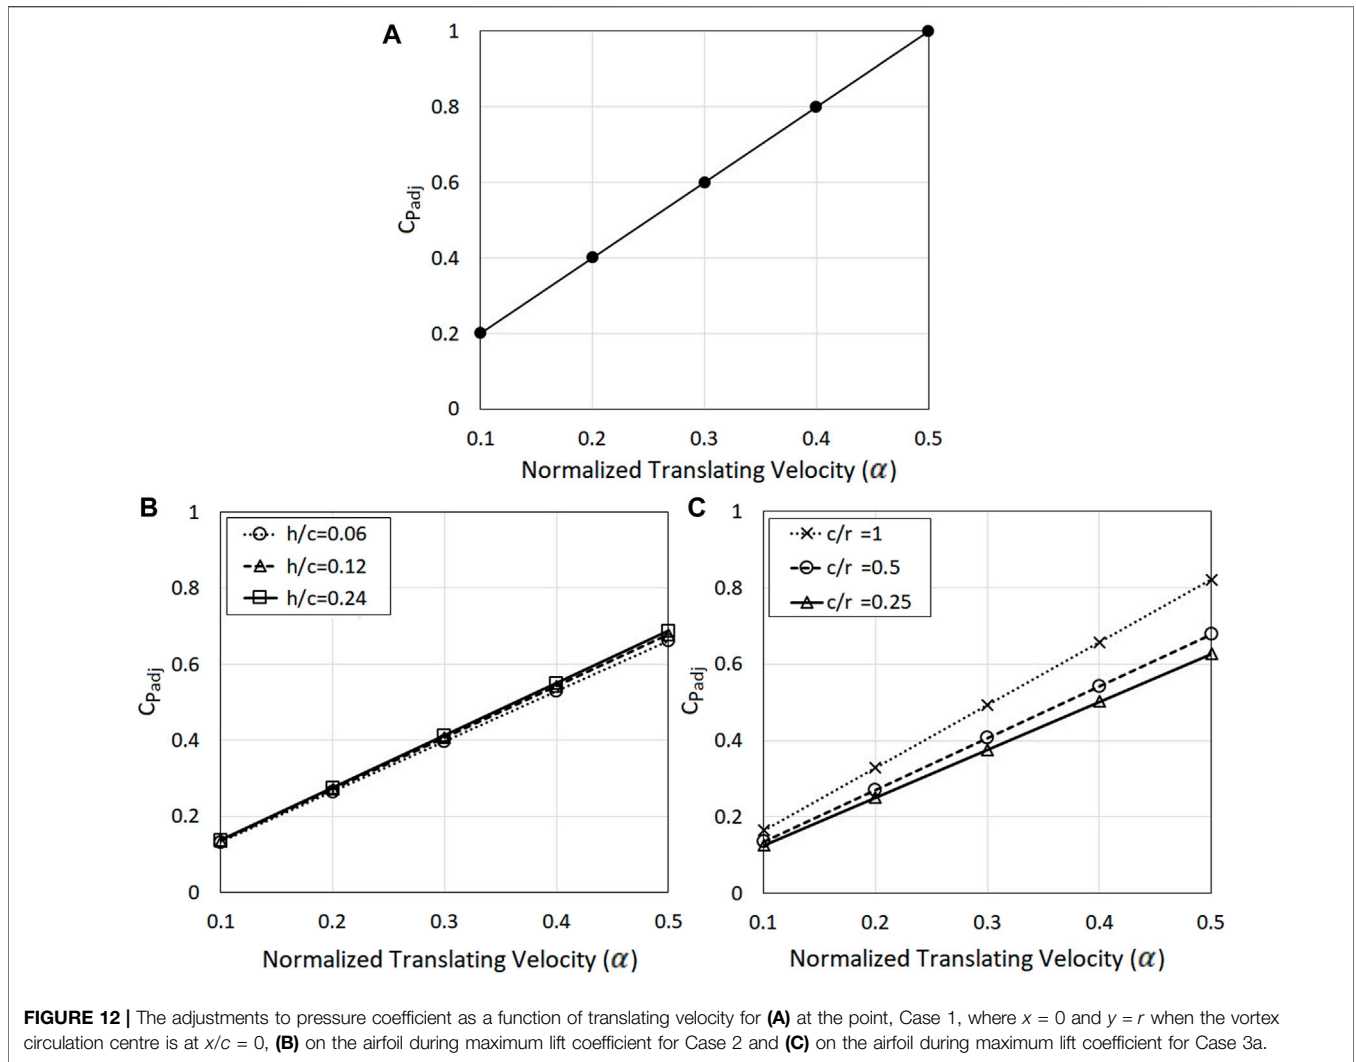 A
1
0.8
0.6
0.4
0.2
0
CPadj
0.1 0.2 0.3 0.4 0.5
Normalized Translating Velocity (α)
B
1
0.8
0.6
0.4
0.2
0
CPadj
h/c=0.06
h/c=0.12
h/c=0.24
0.1 0.2 0.3 0.4 0.5
Normalized Translating Velocity (α)
C
1
0.8
0.6
0.4
0.2
0
CPadj
c/r =1
c/r =0.5
c/r =0.25
0.1 0.2 0.3 0.4 0.5
Normalized Translating Velocity (α)
FIGURE 12 | The adjustments to pressure coefficient as a function of translating velocity for (A) at the point, Case 1, where x = 0 and y = r when the vortex
circulation centre is at x/c = 0, (B) on the airfoil during maximum lift coefficient for Case 2 and (C) on the airfoil during maximum lift coefficient for Case 3a.